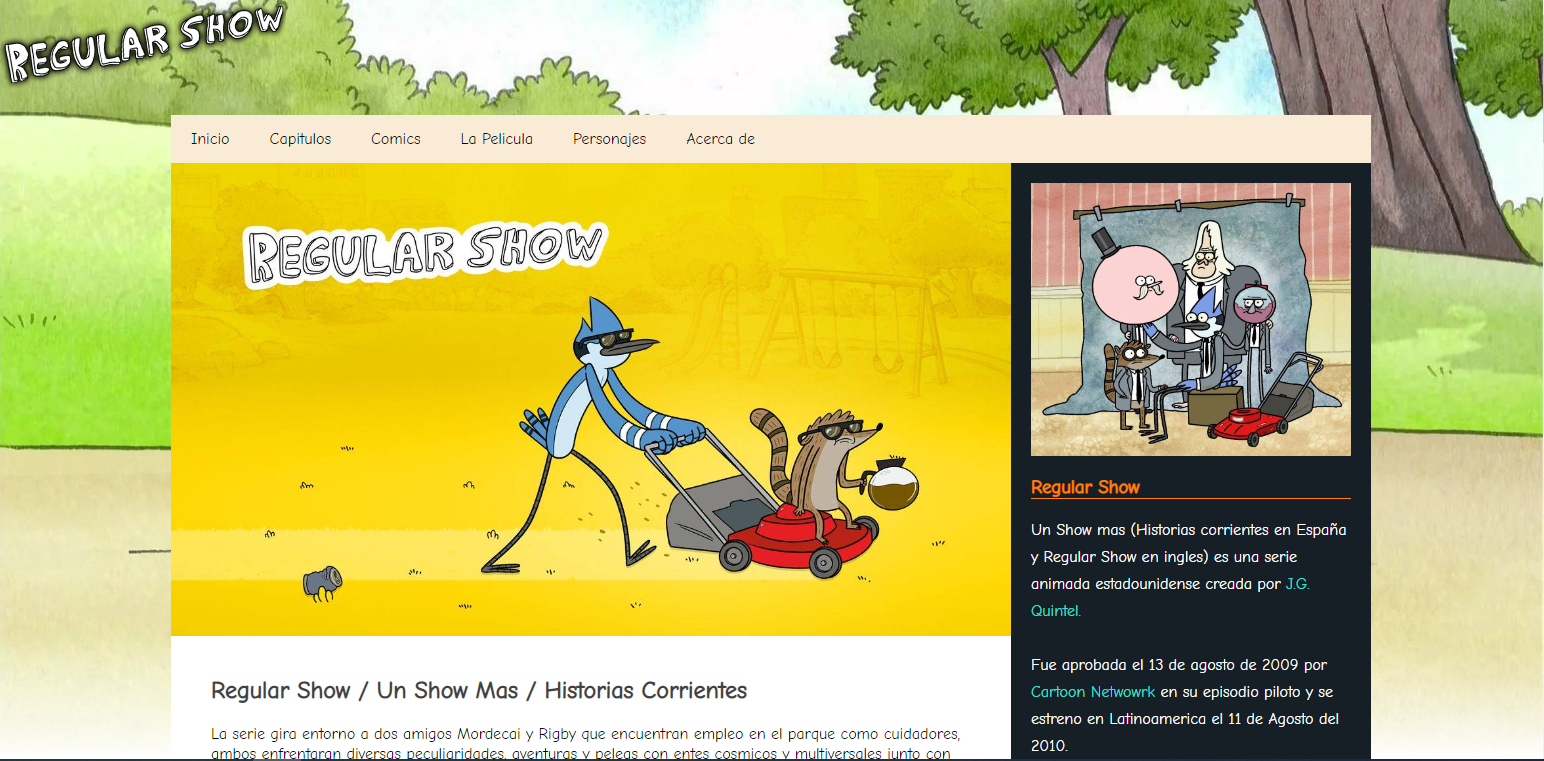 REGULAR SHOW
Inicio Capitulos Comics La Pelicula Personajes Acerca de
REGULAR SHOW
Regular Show / Un Show Mas / Historias Corrientes
La serie gira entorno a dos amigos Mordecai y Rigby que encuentran empleo en el parque como cuidadores,
ambos enfrentaran diversas peculiaridades, aventuras y peleas con entes cosmicos y multiversales junto con
Regular Show
Un Show mas (Historias corrientes en España
y Regular Show en ingles) es una serie
animada estadounidense creada por J.G.
Quintel.
Fue aprobada el 13 de agosto de 2009 por
Cartoon Netwowrk en su episodio piloto y se
estreno en Latinoamerica el 11 de Agosto del
2010.